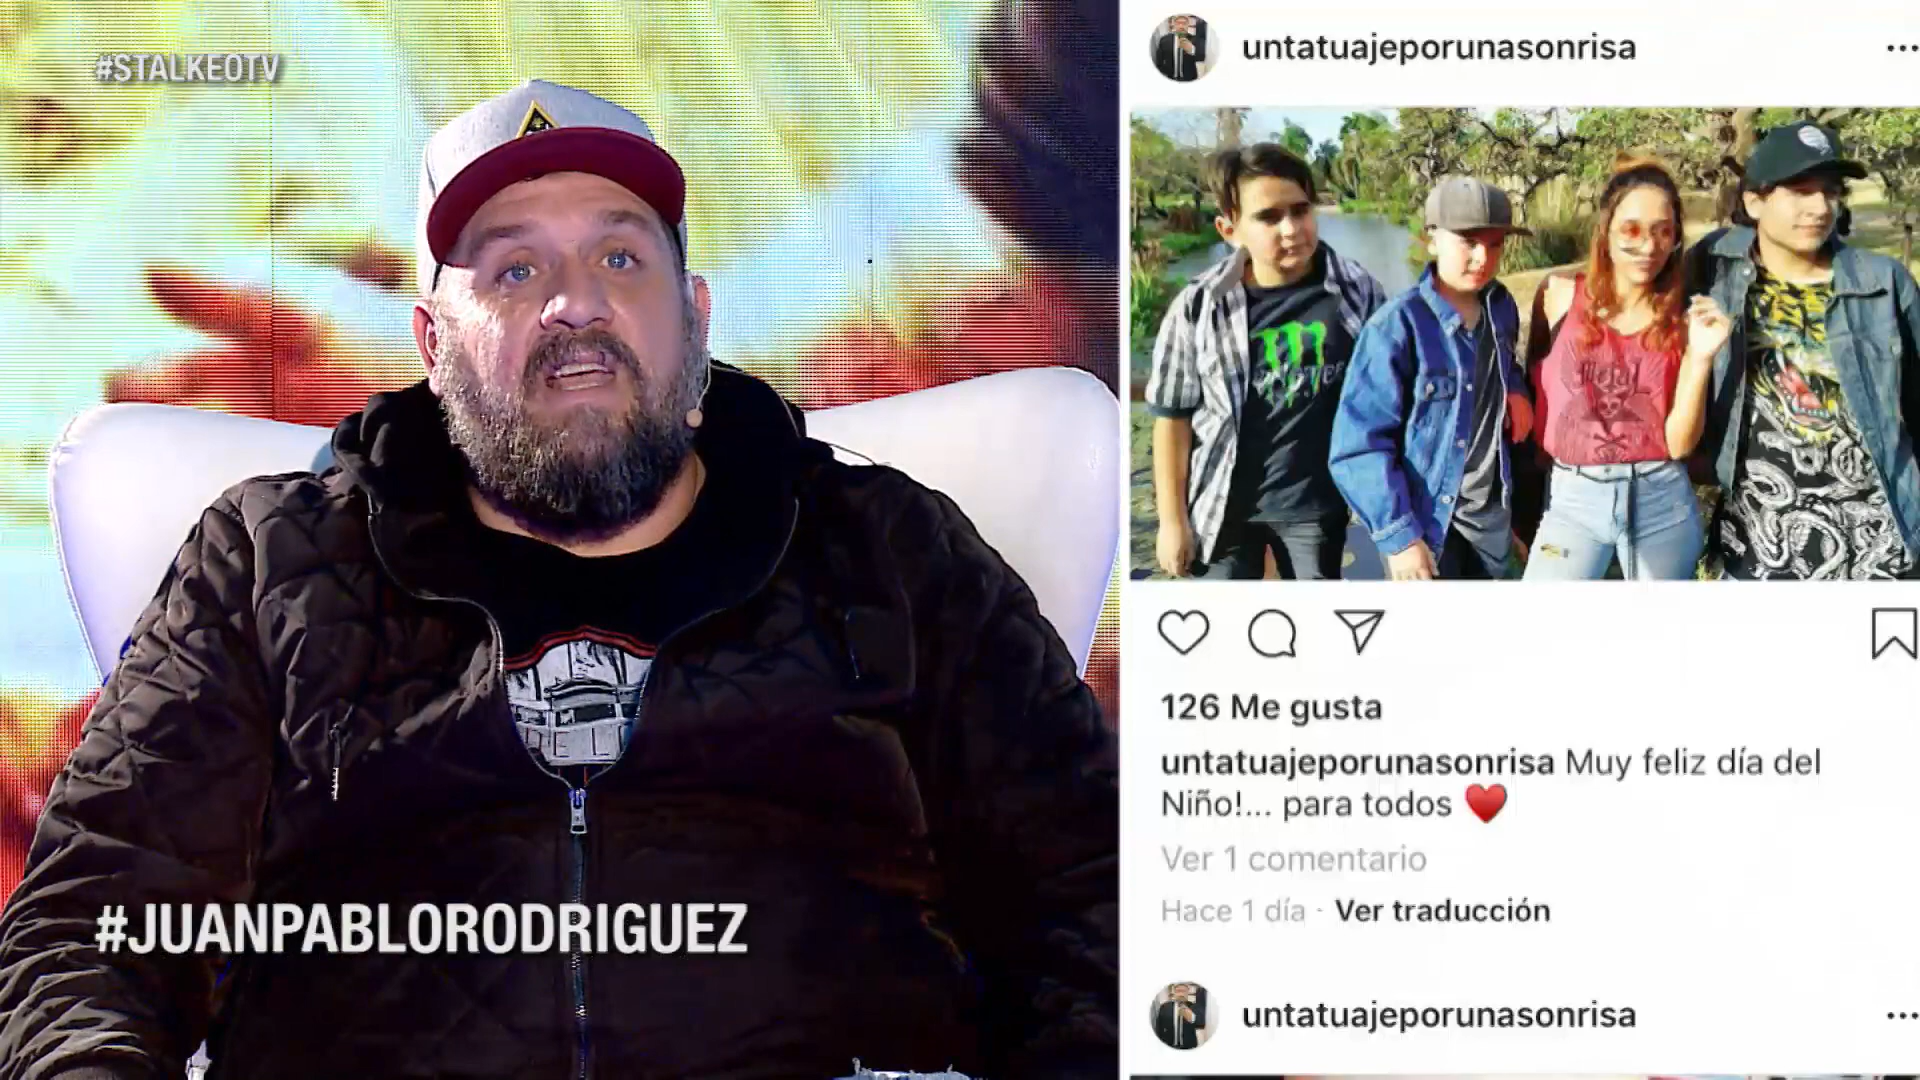 #STALKEOTV
#JUANPABLORODRIGUEZ
untatuajeporunasonrisa
Metal
126 Me gusta
untatuajeporunasonrisa Muy feliz día del
Niño!... para todos
Ver 1 comentario
Hace 1 día · Ver traducción
untatuajeporunasonrisa